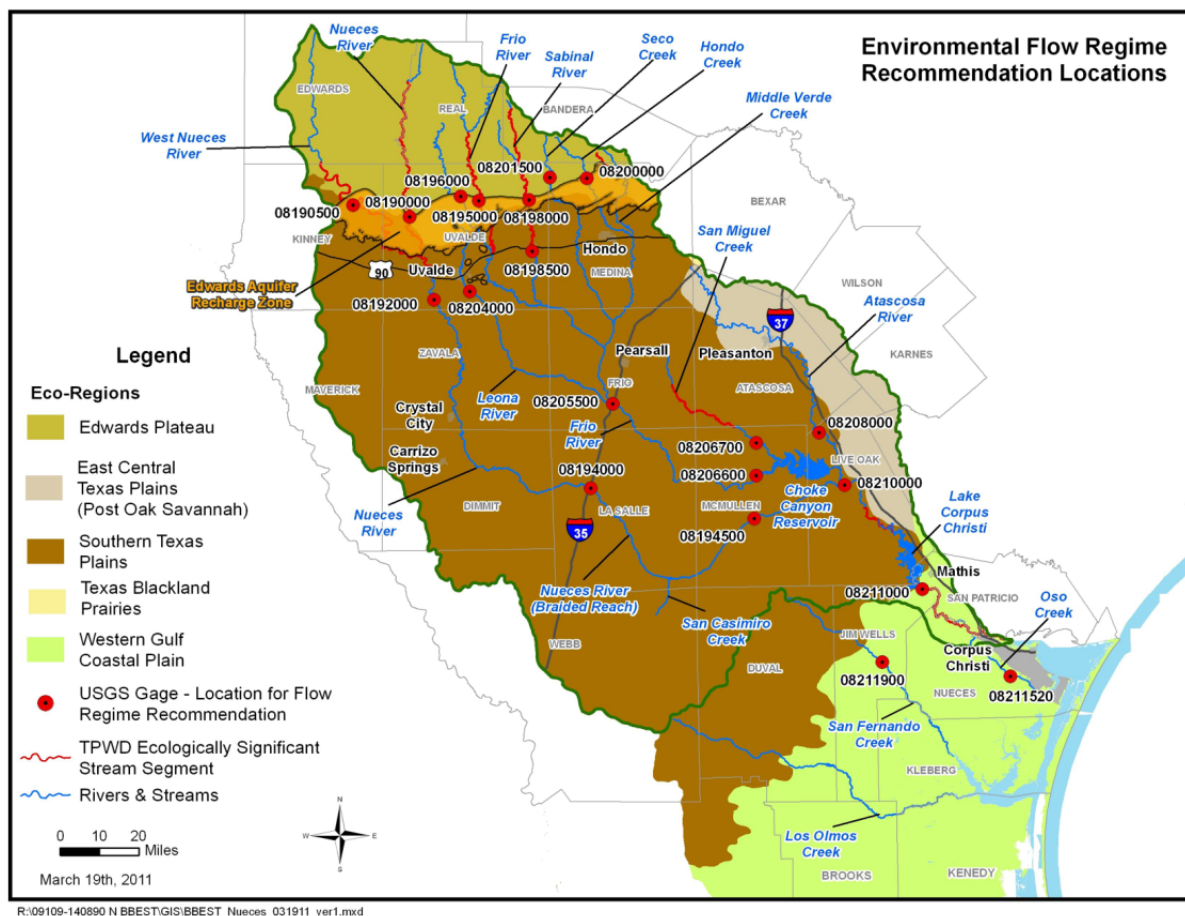 Environmental Flow Regime
Recommendation Locations
Nueces
River
Frio
River
Sabinal
River
Seco
Creek
Hondo
Creek
Middle Verde
Creek
West Nueces
River
EDWARDS
REAL
BANDERA
08201500
08200000
08196000
08190000
08190500
08195000
08198000
KINNEY
UVALDE
BEXAR
San Miguel
Creek
Hondo
MEDINA
90
Uvalde
08198500
Edwards Aquifer
Recharge Zone
08192000
08204000
WILSON
Atascosa
River
37
KARNES
Pearsall
Pleasanton
ZAVALA
MAVERICK
FRIO
ATASCOSA
Leona
River
08205500
Crystal
City
Frio
River
08208000
Carrizo
Springs
08206700
LIVE OAK
08194000
08206600
08210000
Choke
Canyon
Reservoir
Lake
Corpus
Christi
Nueces
River
DIMMIT
LA SALLE
MCMULLEN
35
08194500
Mathis
Nueces River
(Braided Reach)
08211000
SAN PATRICIO
Oso
Creek
San Casimiro
Creek
WEBB
JIM WELLS
DUVAL
Corpus
Christi
08211900
NUECES
08211520
San Fernando
Creek
KLEBERG
Los Olmos
Creek
BROOKS
KENEDY
Legend
Eco-Regions
Edwards Plateau
East Central
Texas Plains
(Post Oak Savannah)
Southern Texas
Plains
Texas Blackland
Prairies
Western Gulf
Coastal Plain
USGS Gage - Location for Flow
Regime Recommendation
TPWD Ecologically Significant
Stream Segment
Rivers & Streams
0 10 20
Miles
N
W E
S
March 19th, 2011
R:\09109-140890 N BBEST\GIS\BBEST_Nueces_031911_ver1.mxd